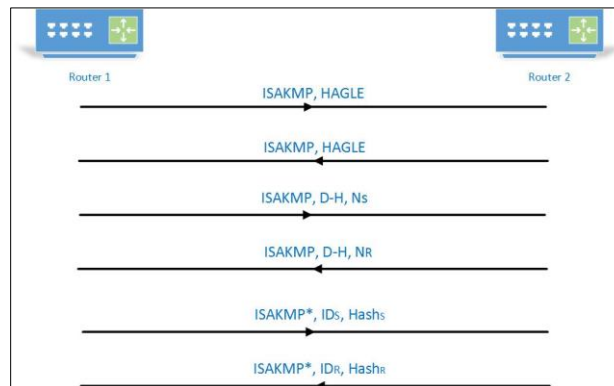 Router 1
Router 2
ISAKMP, HAGLE
ISAKMP, HAGLE
ISAKMP, D-H, Ns
ISAKMP, D-H, NR
ISAKMP*, IDs, Hashs
ISAKMP*, IDR, HashR